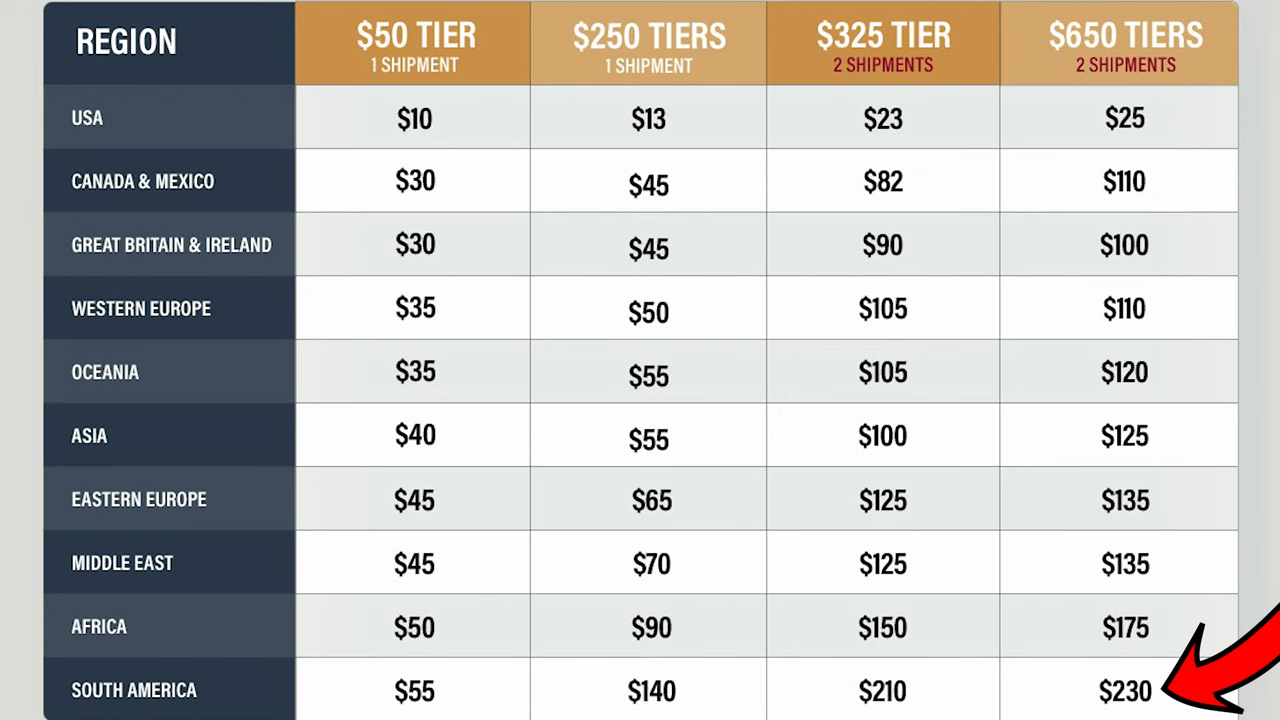 REGION $50 TIER $250 TIERS $325 TIER $650 TIERS
1 SHIPMENT 1 SHIPMENT 2 SHIPMENTS 2 SHIPMENTS
USA $10 $13 $23 $25
CANADA & MEXICO $30 $45 $82 $110
GREAT BRITAIN & IRELAND $30 $45 $90 $100
WESTERN EUROPE $35 $50 $105 $110
OCEANIA $35 $55 $105 $120
ASIA $40 $55 $100 $125
EASTERN EUROPE $45 $65 $125 $135
MIDDLE EAST $45 $70 $125 $135
AFRICA $50 $90 $150 $175
SOUTH AMERICA $55 $140 $210 $230